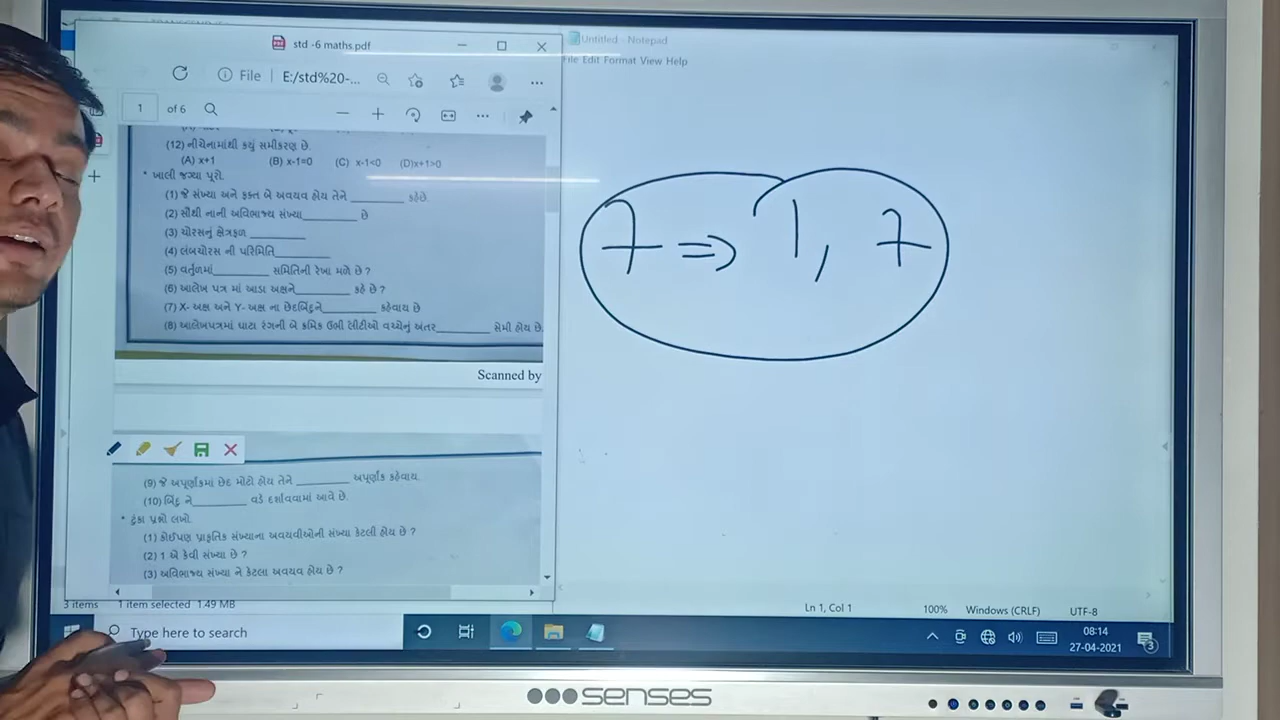 std -6 maths.pdf
File E:/std%20-...
1 of 6
(12) નીચેનામાંથી કયું સમીકરણ છે.
(A) x+1 (B) x-1=0 (C) x-1<0 (D)x+1>0
* ખાલી જગ્યા પૂરો.
(1) જે સંખ્યા અને ફક્ત બે અવયવ હોય તેને ________ કહેછે.
(2) સૌથી નાની અવિભાજ્ય સંખ્યા________ છે
(3) ચોરસનું ક્ષેત્રફળ ________
(4) લંબચોરસ ની પરિમિતિ________
(5) વર્તુળમાં________ સમિતિની રેખા મળે છે ?
(6) આલેખ પત્ર માં આડા અક્ષને________ કહે છે ?
(7) X- અક્ષ અને Y- અક્ષ ના છેદબિંદુને________ કહેવાય છે
(8) આલેખપત્રમાં ઘાટા રંગની બે ક્રમિક ઉભી લીટીઓ વચ્ચેનું અંતર________ સેમી હોય છે.
Scanned by
(9) જે અપૂર્ણાંકમાં છેદ મોટો હોય તેને ________ અપૂર્ણાંક કહેવાય.
(10) બિંદુ ને________ વડે દર્શાવવામાં આવે છે.
* ટુંકા પ્રશ્નો લખો.
(1) કોઈપણ પ્રાકૃતિક સંખ્યાના અવયવીઓની સંખ્યા કેટલી હોય છે ?
(2) 1 એ કેવી સંખ્યા છે ?
(3) અવિભાજ્ય સંખ્યા ને કેટલા અવયવ હોય છે ?
3 items 1 item selected 1.49 MB
Untitled - Notepad
File Edit Format View Help
7 ⇒ 1, 7
Ln 1, Col 1 100% Windows (CRLF) UTF-8
Type here to search
08:14
27-04-2021
3
senses